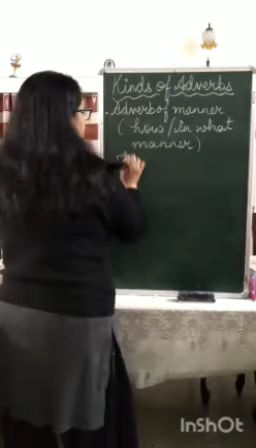 Kinds of Adverbs
. Adverb of manner
( how / In what
manner )
InShOt